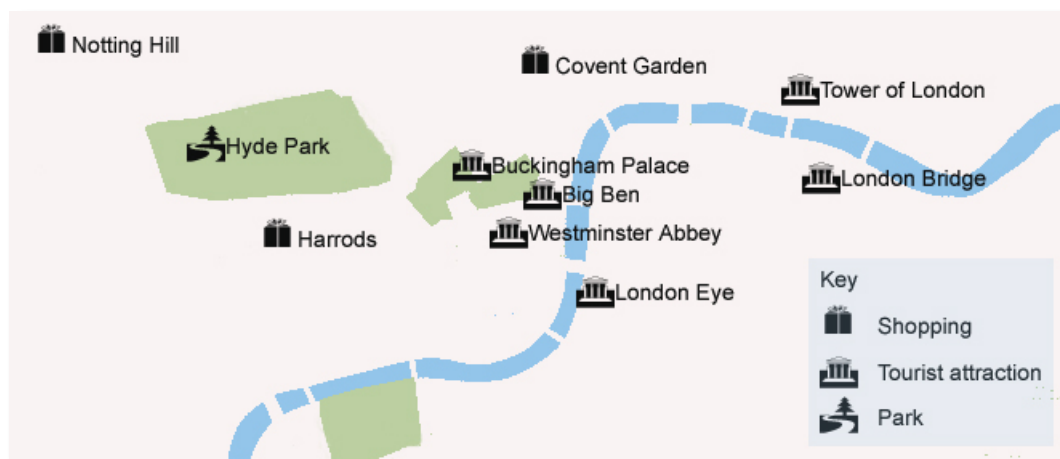 Notting Hill
Covent Garden
Tower of London
Hyde Park
Buckingham Palace
London Bridge
Big Ben
Harrods
Westminster Abbey
London Eye
Key
Shopping
Tourist attraction
Park